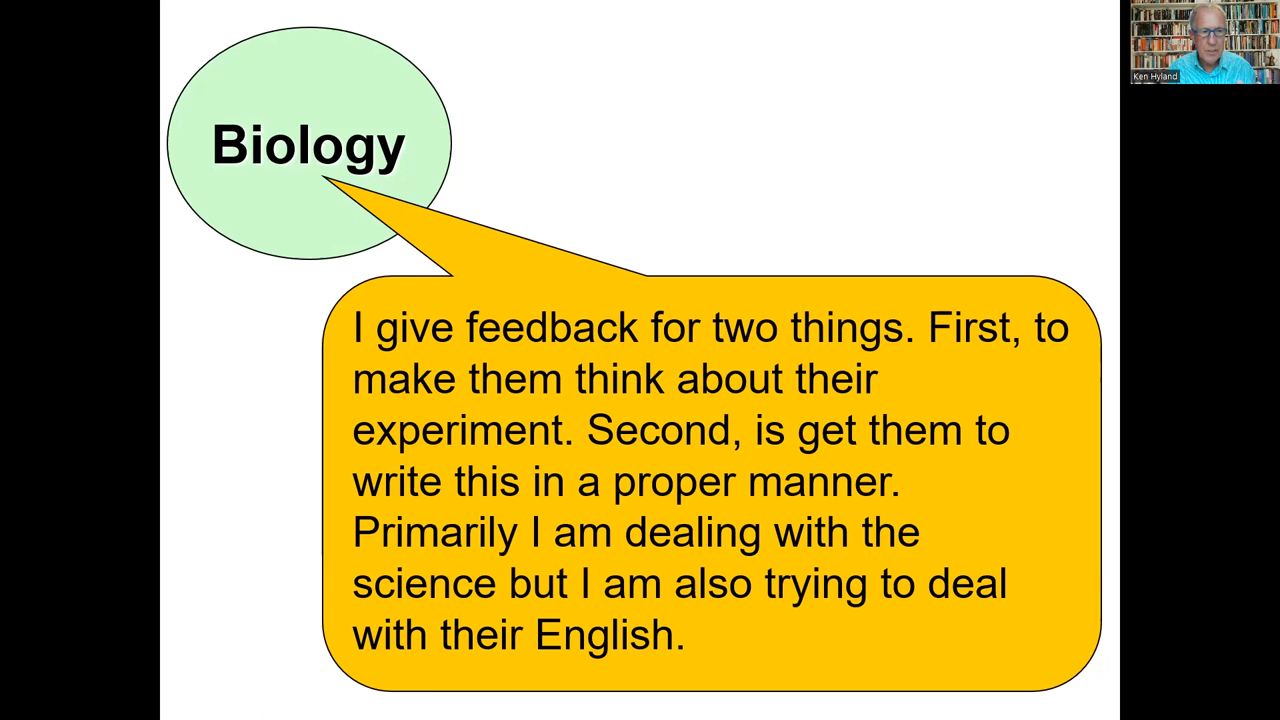 Biology
Ken Hyland
I give feedback for two things. First, to
make them think about their
experiment. Second, is get them to
write this in a proper manner.
Primarily I am dealing with the
science but I am also trying to deal
with their English.